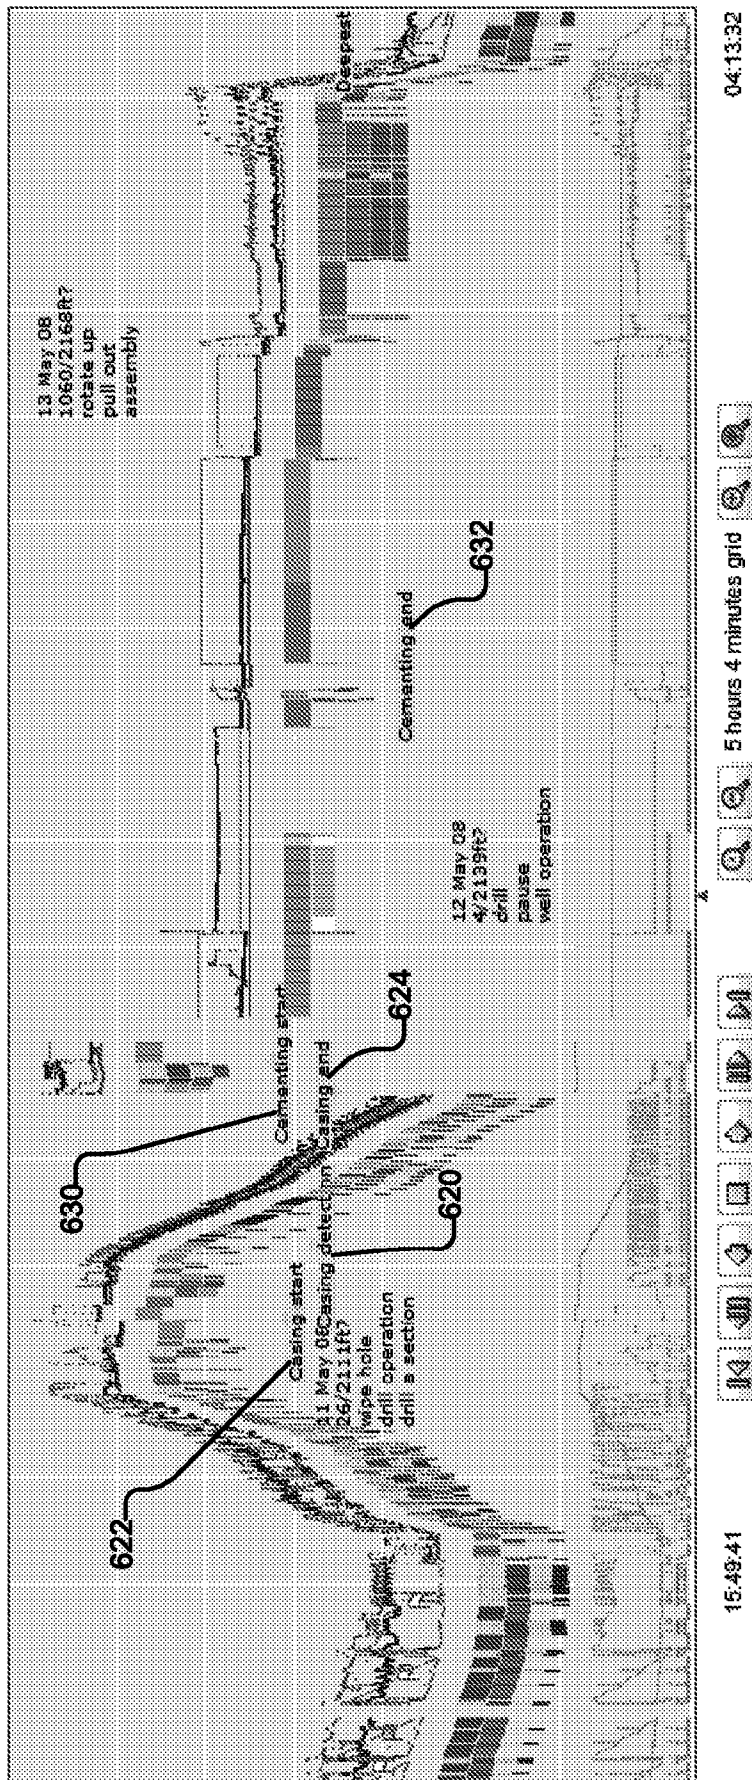 13 May 08
1060/2168ft?
rotate up
pull out
assembly
Deepest
630
Cementing start
622
Casing start
11 May 08Casing detection
Casing end
26/2111ft?
wipe hole
drill operation
drill a section
620
624
Cementing end
632
12 May 08
4/2139ft?
drill
pause
well operation
15:49:41
5 hours 4 minutes grid
04:13:32